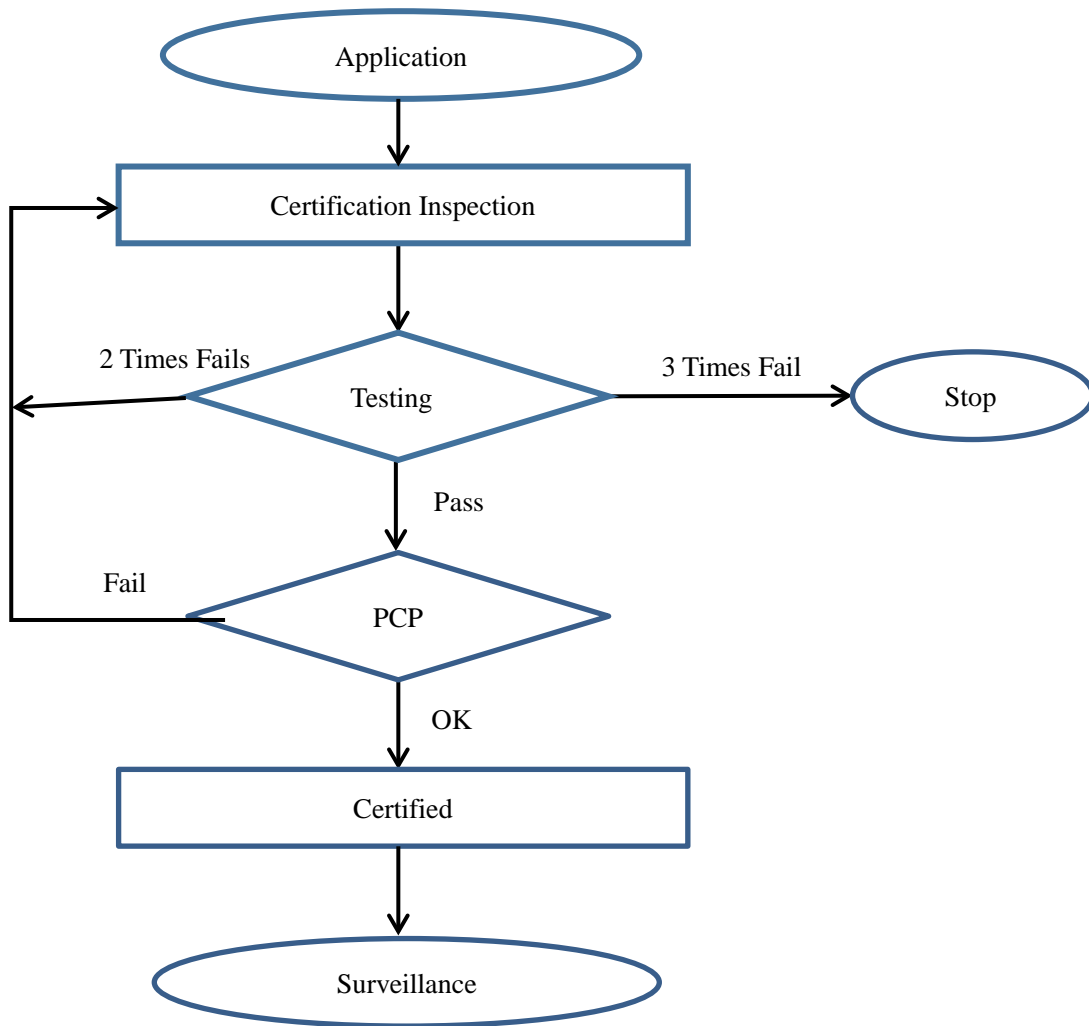 Application
Certification Inspection
2 Times Fails
3 Times Fail
Testing
Stop
Pass
Fail
PCP
OK
Certified
Surveillance